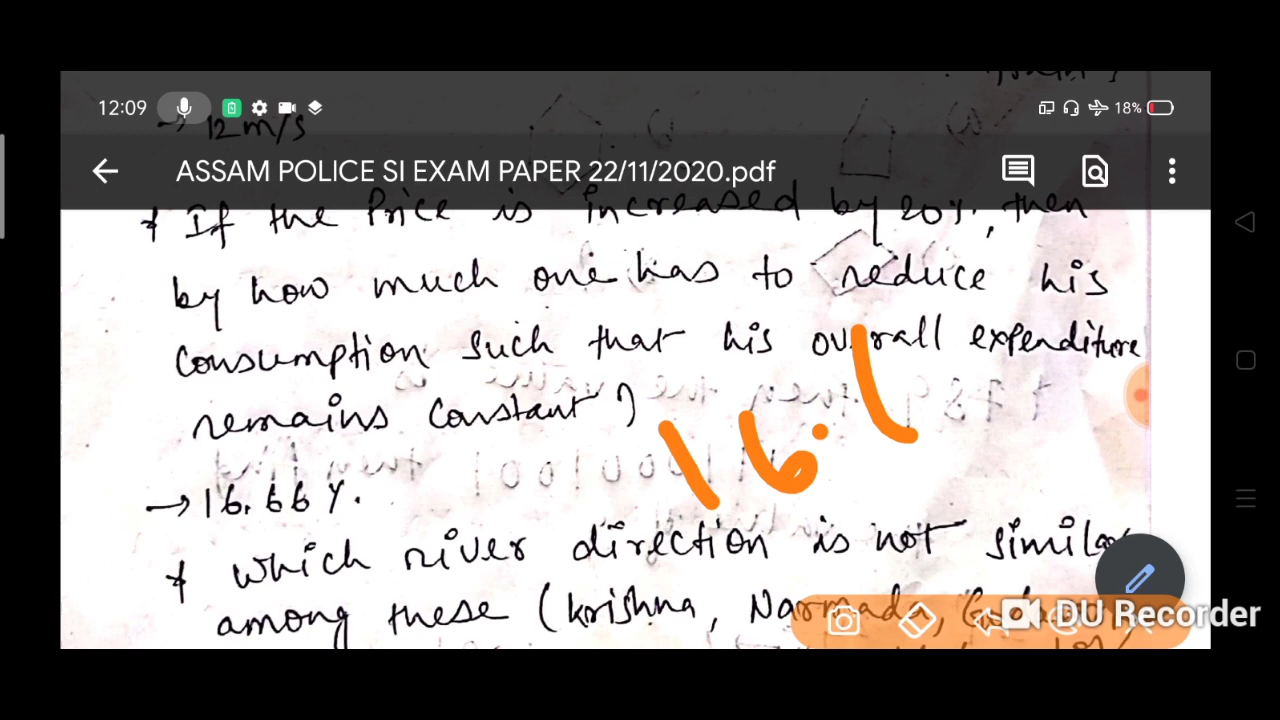 12:09
18%
→ 12m/s
ASSAM POLICE SI EXAM PAPER 22/11/2020.pdf
* If the Price is increased by 20%, then
by how much one has to reduce his
consumption such that his overall expenditure
remains constant?
16.
→ 16.66%.
* which river direction is not similar
among these (Krishna, Narmada,
DU Recorder